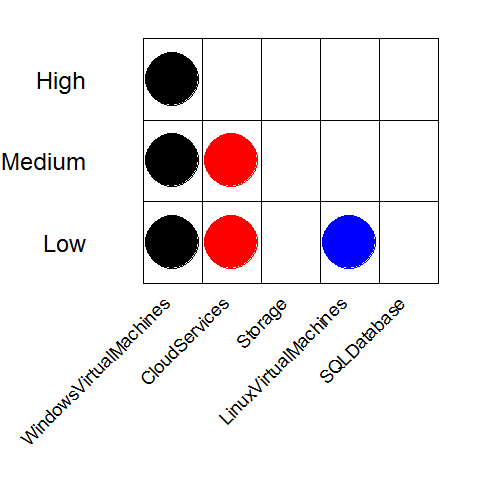 High
Medium
Low
WindowsVirtualMachines
CloudServices
Storage
LinuxVirtualMachines
SQLDatabase